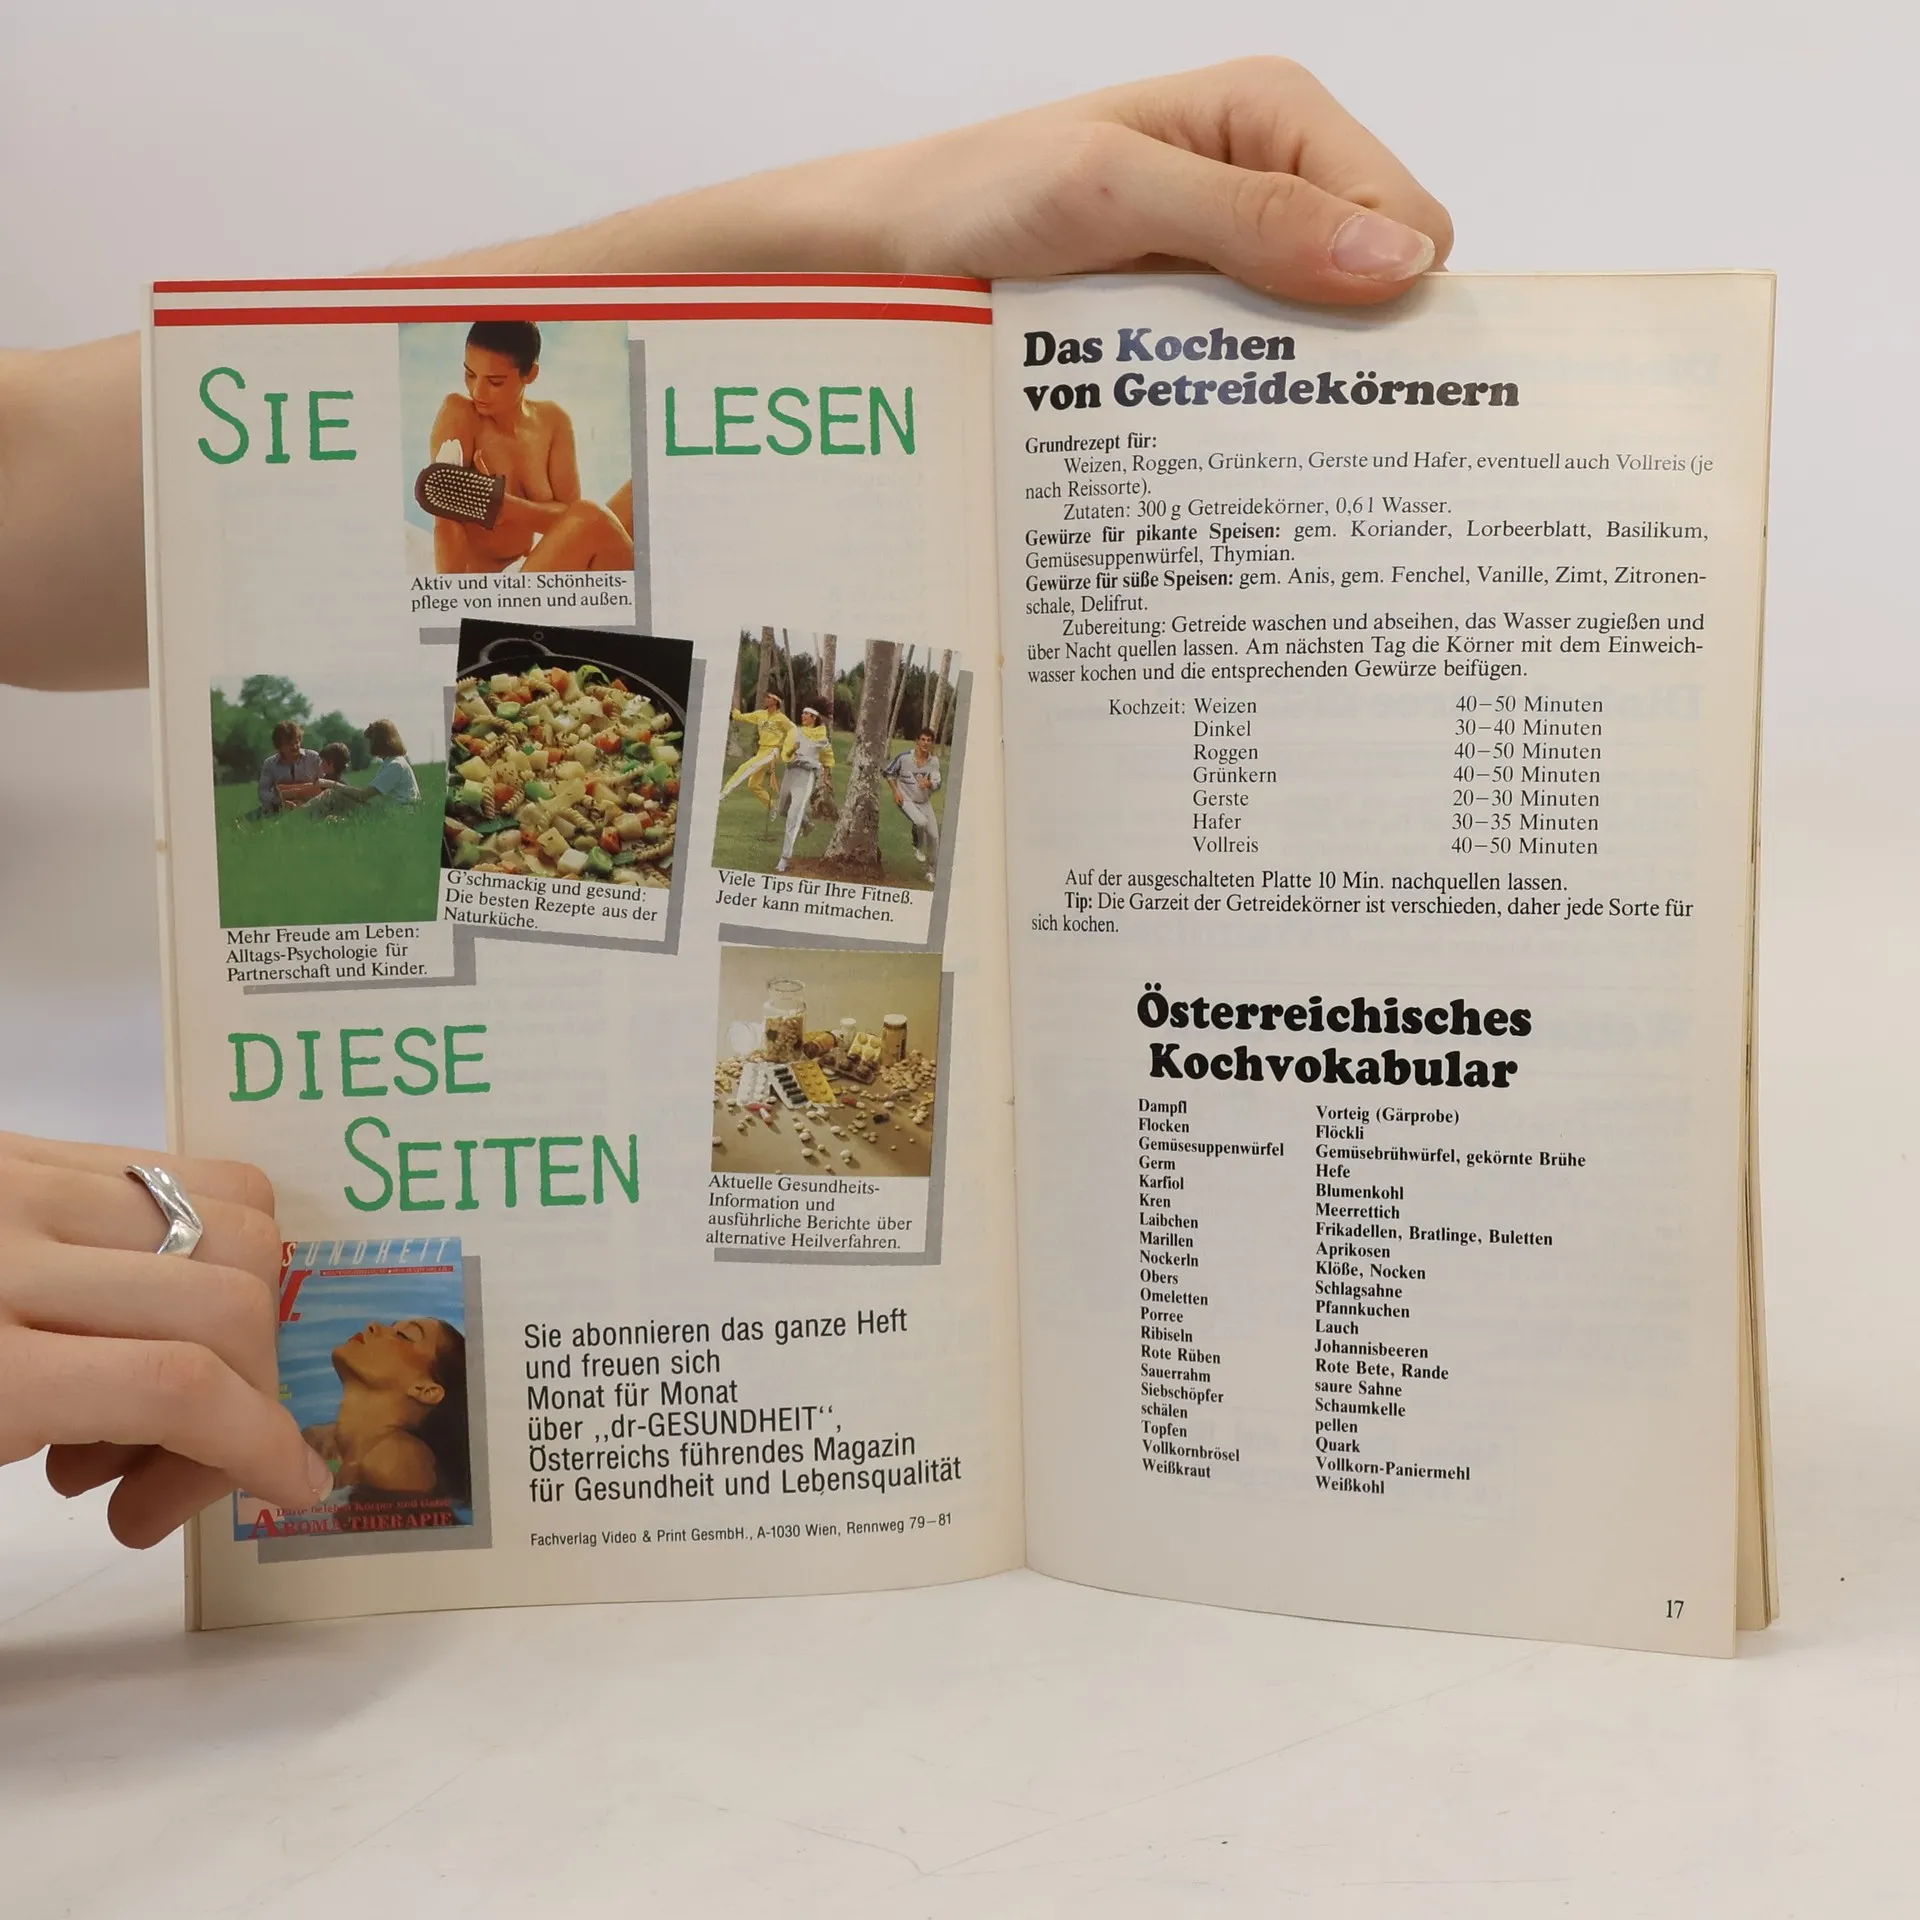 SIE LESEN
Aktiv und vital: Schönheits-
pflege von innen und außen.
Mehr Freude am Leben:
Alltags-Psychologie für
Partnerschaft und Kinder.
G'schmackig und gesund:
Die besten Rezepte aus der
Naturküche.
Viele Tips für Ihre Fitneß.
Jeder kann mitmachen.
DIESE
SEITEN
Aktuelle Gesundheits-
Information und
ausführliche Berichte über
alternative Heilverfahren.
SUNDHEIT
AROMA-THERAPIE
Sie abonnieren das ganze Heft
und freuen sich
Monat für Monat
über „dr-GESUNDHEIT“,
Österreichs führendes Magazin
für Gesundheit und Lebensqualität
Fachverlag Video & Print GesmbH., A-1030 Wien, Rennweg 79–81
Das Kochen
von Getreidekörnern
Grundrezept für:
Weizen, Roggen, Grünkern, Gerste und Hafer, eventuell auch Vollreis (je
nach Reissorte).
Zutaten: 300 g Getreidekörner, 0,6 l Wasser.
Gewürze für pikante Speisen: gem. Koriander, Lorbeerblatt, Basilikum,
Gemüsesuppenwürfel, Thymian.
Gewürze für süße Speisen: gem. Anis, gem. Fenchel, Vanille, Zimt, Zitronen-
schale, Delifrut.
Zubereitung: Getreide waschen und abseihen, das Wasser zugießen und
über Nacht quellen lassen. Am nächsten Tag die Körner mit dem Einweich-
wasser kochen und die entsprechenden Gewürze beifügen.
Kochzeit: Weizen 40–50 Minuten
Dinkel 30–40 Minuten
Roggen 40–50 Minuten
Grünkern 40–50 Minuten
Gerste 20–30 Minuten
Hafer 30–35 Minuten
Vollreis 40–50 Minuten
Auf der ausgeschalteten Platte 10 Min. nachquellen lassen.
Tip: Die Garzeit der Getreidekörner ist verschieden, daher jede Sorte für
sich kochen.
Österreichisches
Kochvokabular
Dampfl Vorteig (Gärprobe)
Flocken Flöckli
Gemüsesuppenwürfel Gemüsebrühwürfel, gekörnte Brühe
Germ Hefe
Karfiol Blumenkohl
Kren Meerrettich
Laibchen Frikadellen, Bratlinge, Buletten
Marillen Aprikosen
Nockerln Klöße, Nocken
Obers Schlagsahne
Omeletten Pfannkuchen
Porree Lauch
Ribiseln Johannisbeeren
Rote Rüben Rote Bete, Rande
Sauerrahm saure Sahne
Siebschöpfer Schaumkelle
schälen pellen
Topfen Quark
Vollkornbrösel Vollkorn-Paniermehl
Weißkraut Weißkohl
17